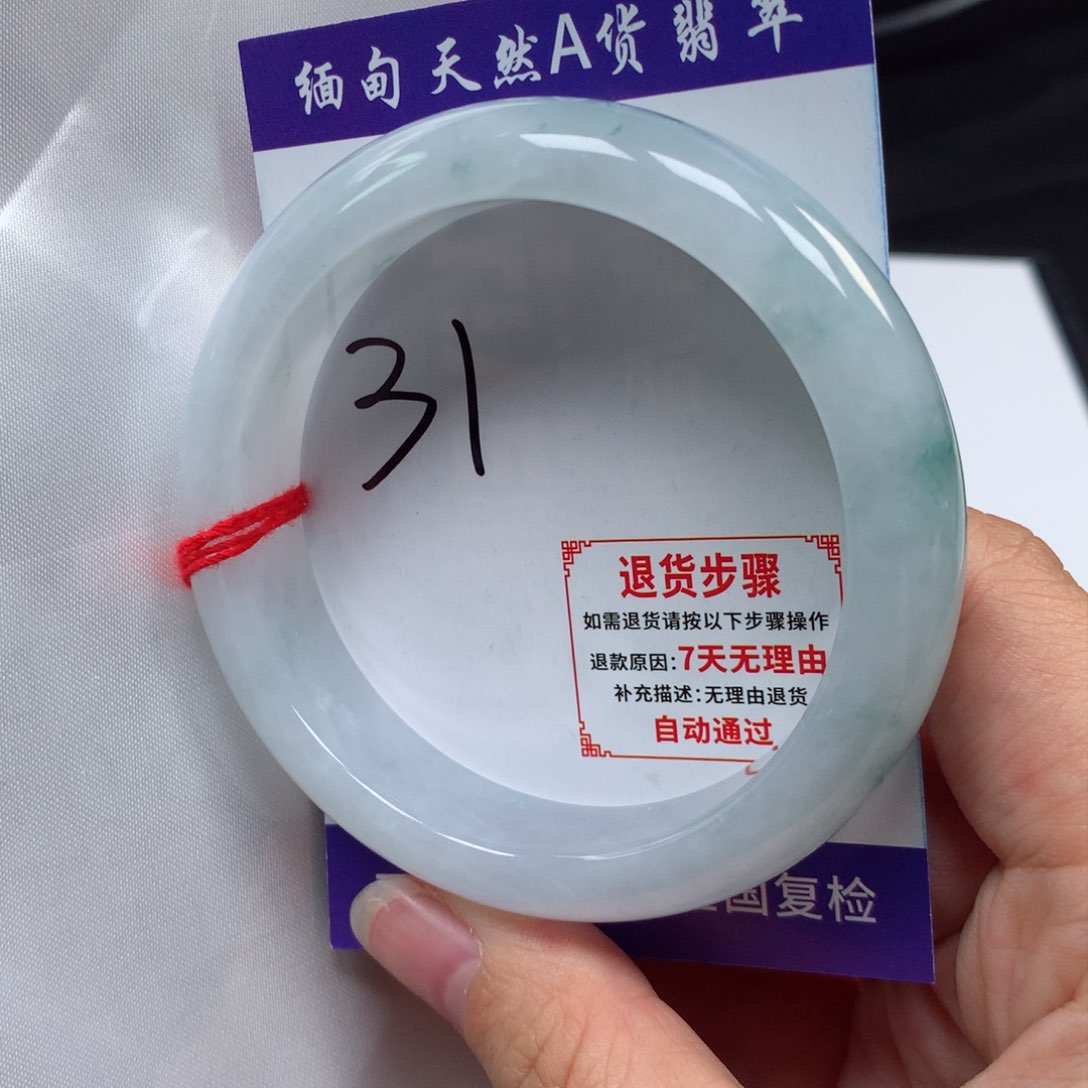 缅甸天然A货翡翠
31
退货步骤
如需退货请按以下步骤操作
退款原因:7天无理由
补充描述:无理由退货
自动通过
国复检